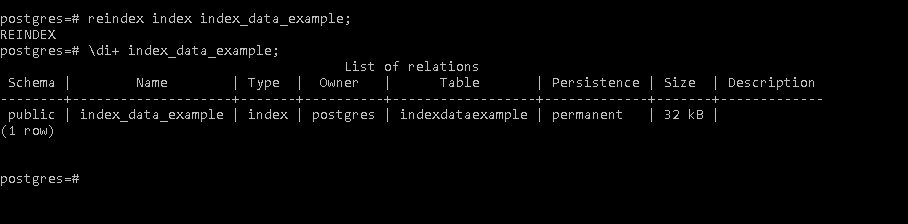 postgres=# reindex index index_data_example;
REINDEX
postgres=# \di+ index_data_example;
List of relations
Schema | Name | Type | Owner | Table | Persistence | Size | Description
--------+--------------------+-------+----------+------------------+-------------+-------+-------------
public | index_data_example | index | postgres | indexdataexample | permanent | 32 kB |
(1 row)
postgres=#